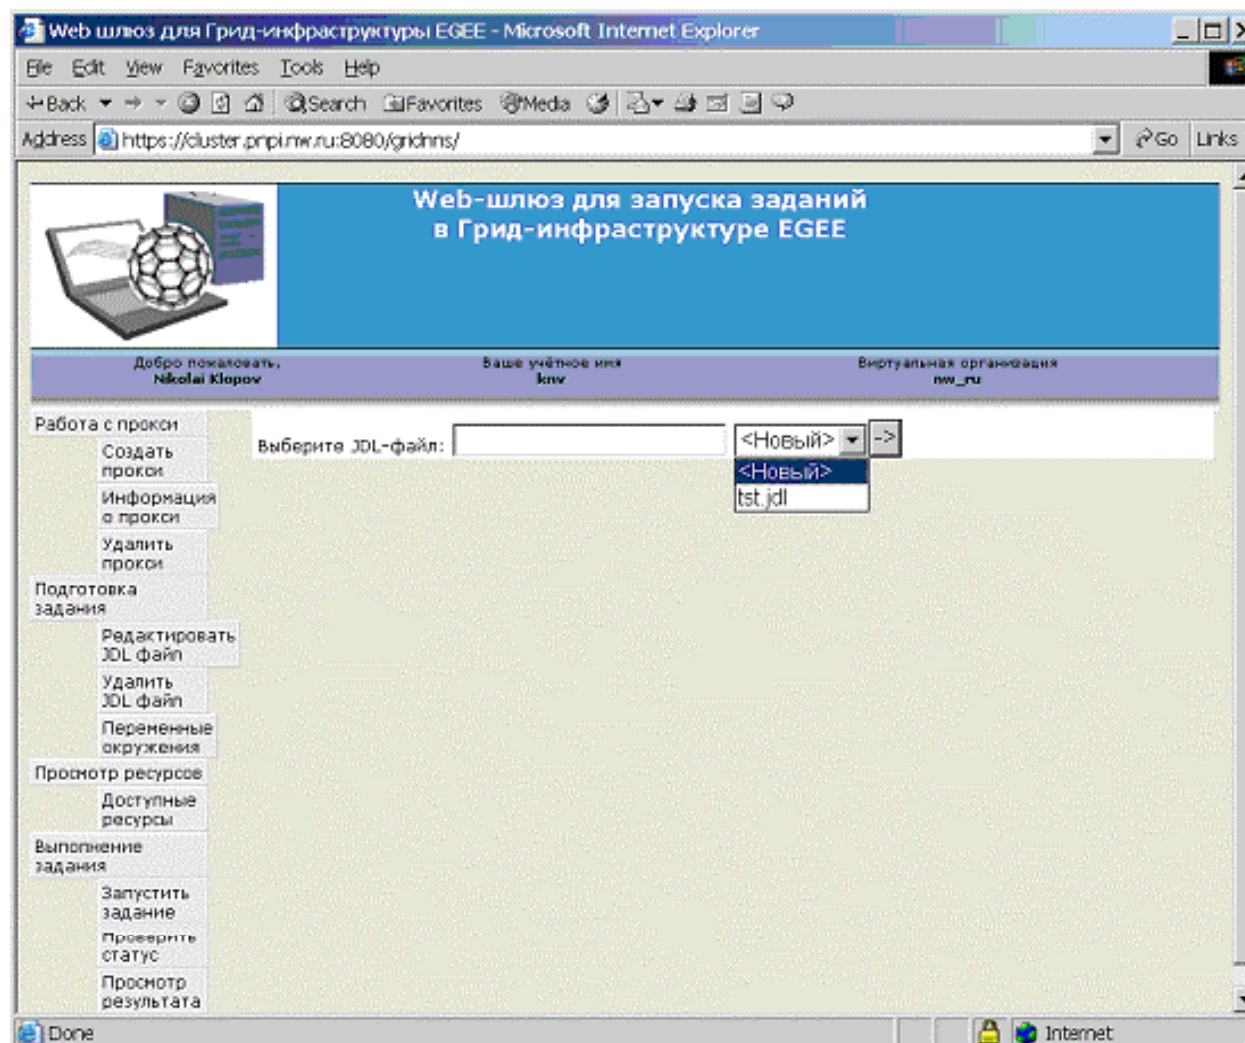 Web шлюз для Грид-инфраструктуры EGEE - Microsoft Internet Explorer
File Edit View Favorites Tools Help
Back Search Favorites Media
Address https://cluster.pnpi.nw.ru:8080/gridnns/ Go Links
Web-шлюз для запуска заданий
в Грид-инфраструктуре EGEE
Добро пожаловать, Ваше учётное имя Виртуальная организация
Nikolai Klopov knv nw_ru
Работа с прокси
Создать
прокси
Информация
о прокси
Удалить
прокси
Подготовка
задания
Редактировать
JDL файл
Удалить
JDL файл
Переменные
окружения
Просмотр ресурсов
Доступные
ресурсы
Выполнение
задания
Запустить
задание
Проверить
статус
Просмотр
результата
Выберите JDL-файл: <Новый> ->
<Новый>
tst.jdl
Done Internet